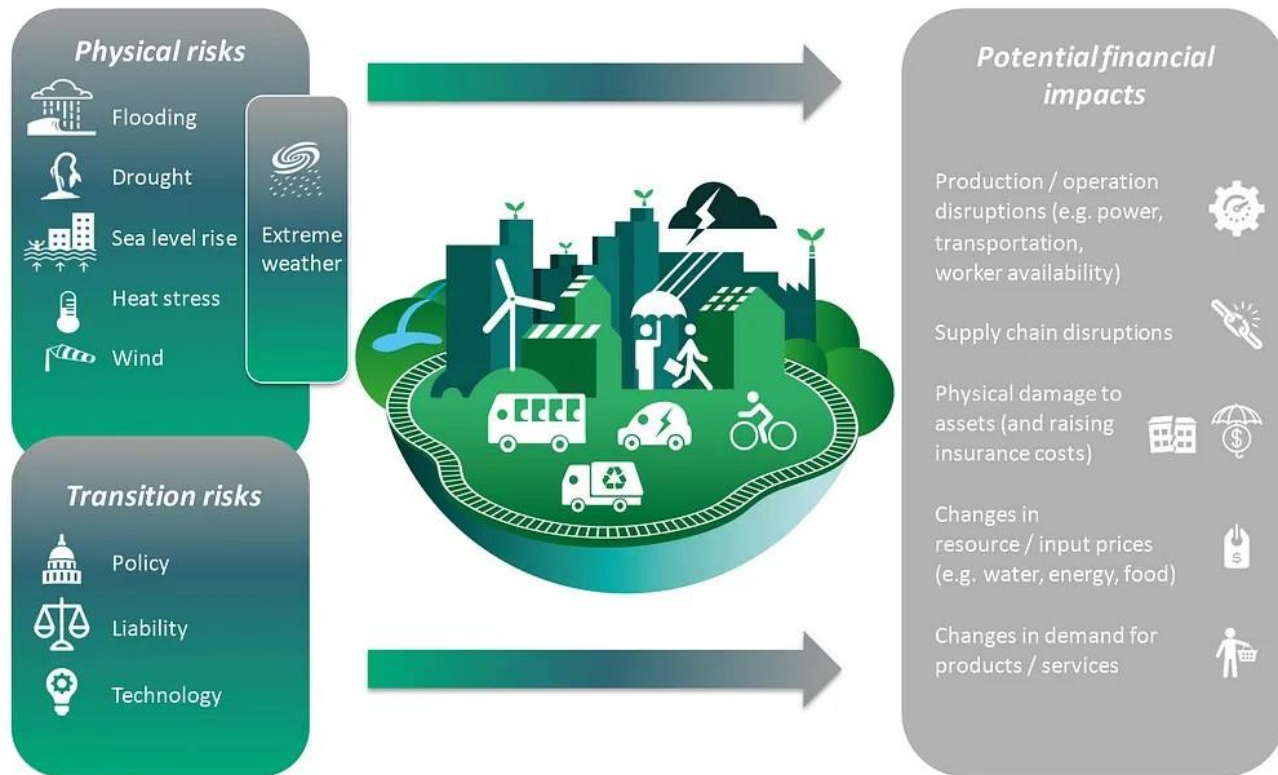 Physical risks
Flooding
Drought
Sea level rise
Heat stress
Wind
Extreme
weather
Transition risks
Policy
Liability
Technology
Potential financial
impacts
Production / operation
disruptions (e.g. power,
transportation,
worker availability)
Supply chain disruptions
Physical damage to
assets (and raising
insurance costs)
$
Changes in
resource / input prices
(e.g. water, energy, food)
$
Changes in demand for
products / services